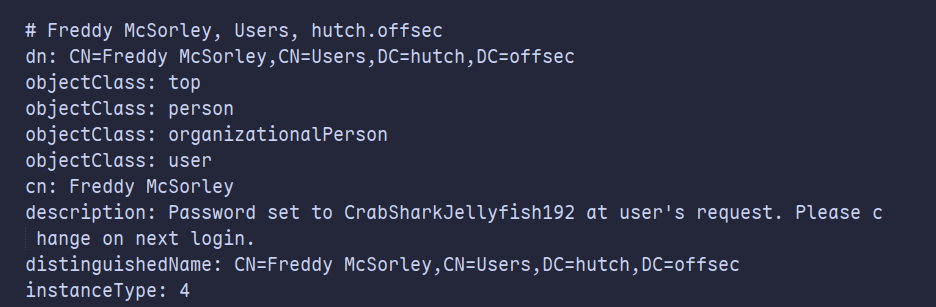 # Freddy McSorley, Users, hutch.offsec
dn: CN=Freddy McSorley,CN=Users,DC=hutch,DC=offsec
objectClass: top
objectClass: person
objectClass: organizationalPerson
objectClass: user
cn: Freddy McSorley
description: Password set to CrabSharkJellyfish192 at user's request. Please c
 hange on next login.
distinguishedName: CN=Freddy McSorley,CN=Users,DC=hutch,DC=offsec
instanceType: 4